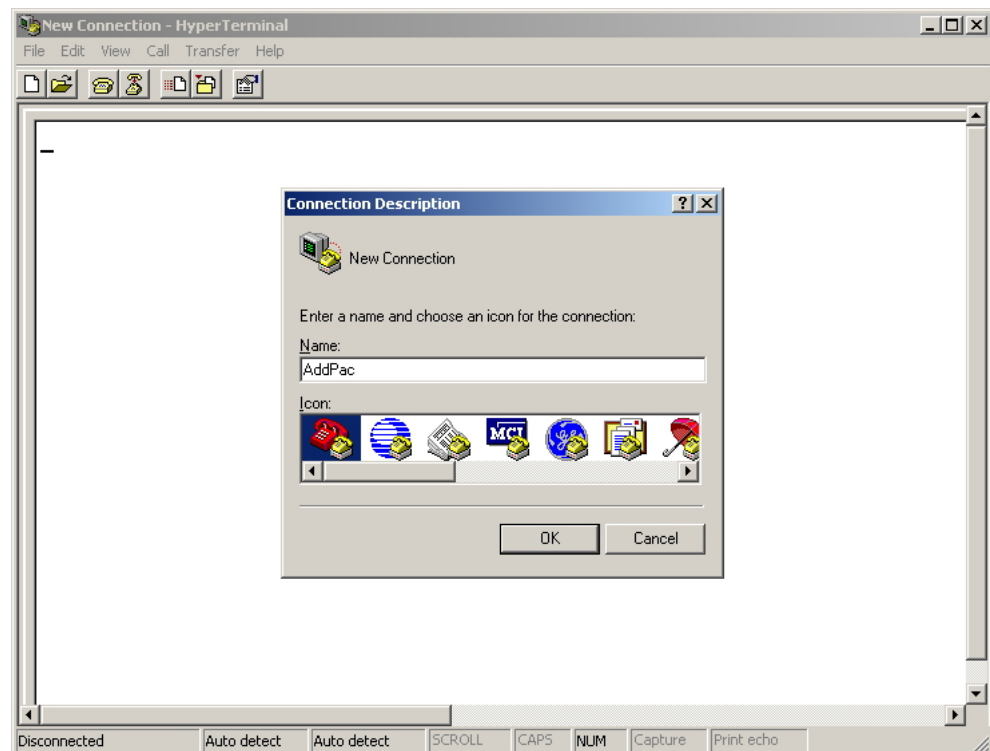 New Connection - HyperTerminal
File Edit View Call Transfer Help
Connection Description
New Connection
Enter a name and choose an icon for the connection:
Name:
AddPac
Icon:
MCI
OK Cancel
Disconnected Auto detect Auto detect SCROLL CAPS NUM Capture Print echo